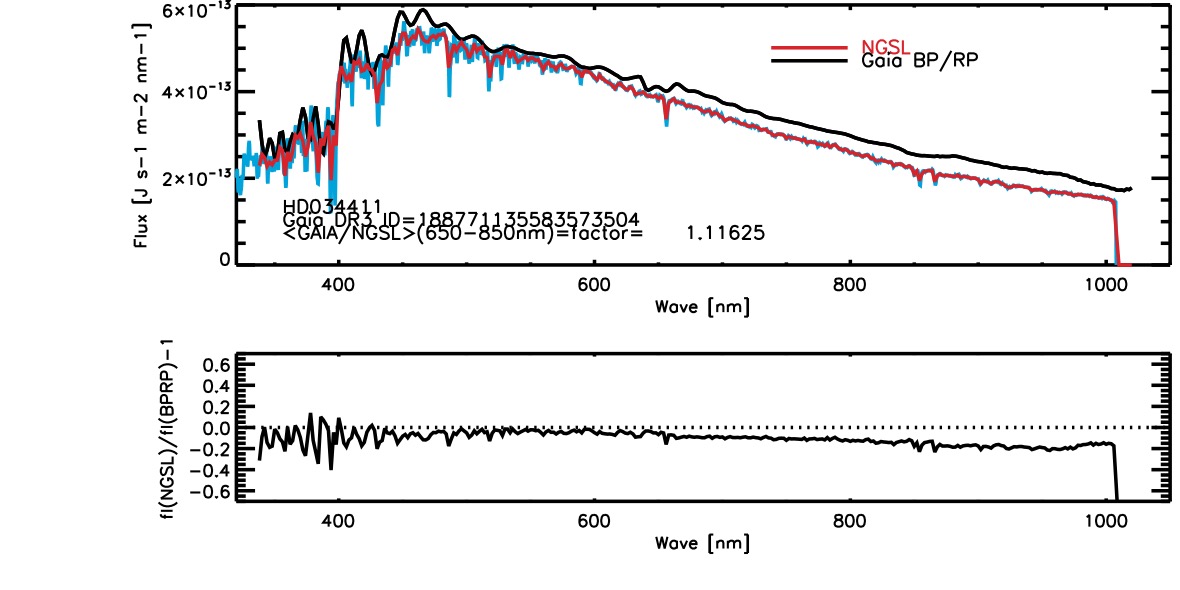 6×10−13
4×10−13
2×10−13
0
Flux [J s−1 m−2 nm−1]
NGSL
Gaia BP/RP
HD034411
Gaia DR3 ID=188771135583573504
<GAIA/NGSL>(650−850nm)=factor= 1.11625
400 600 800 1000
Wave [nm]
fl(NGSL)/fl(BPRP)−1
0.6
0.4
0.2
0.0
−0.2
−0.4
−0.6
400 600 800 1000
Wave [nm]